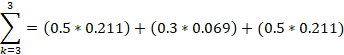 3
∑ = (0.5 * 0.211) + (0.3 * 0.069) + (0.5 * 0.211)
k=3